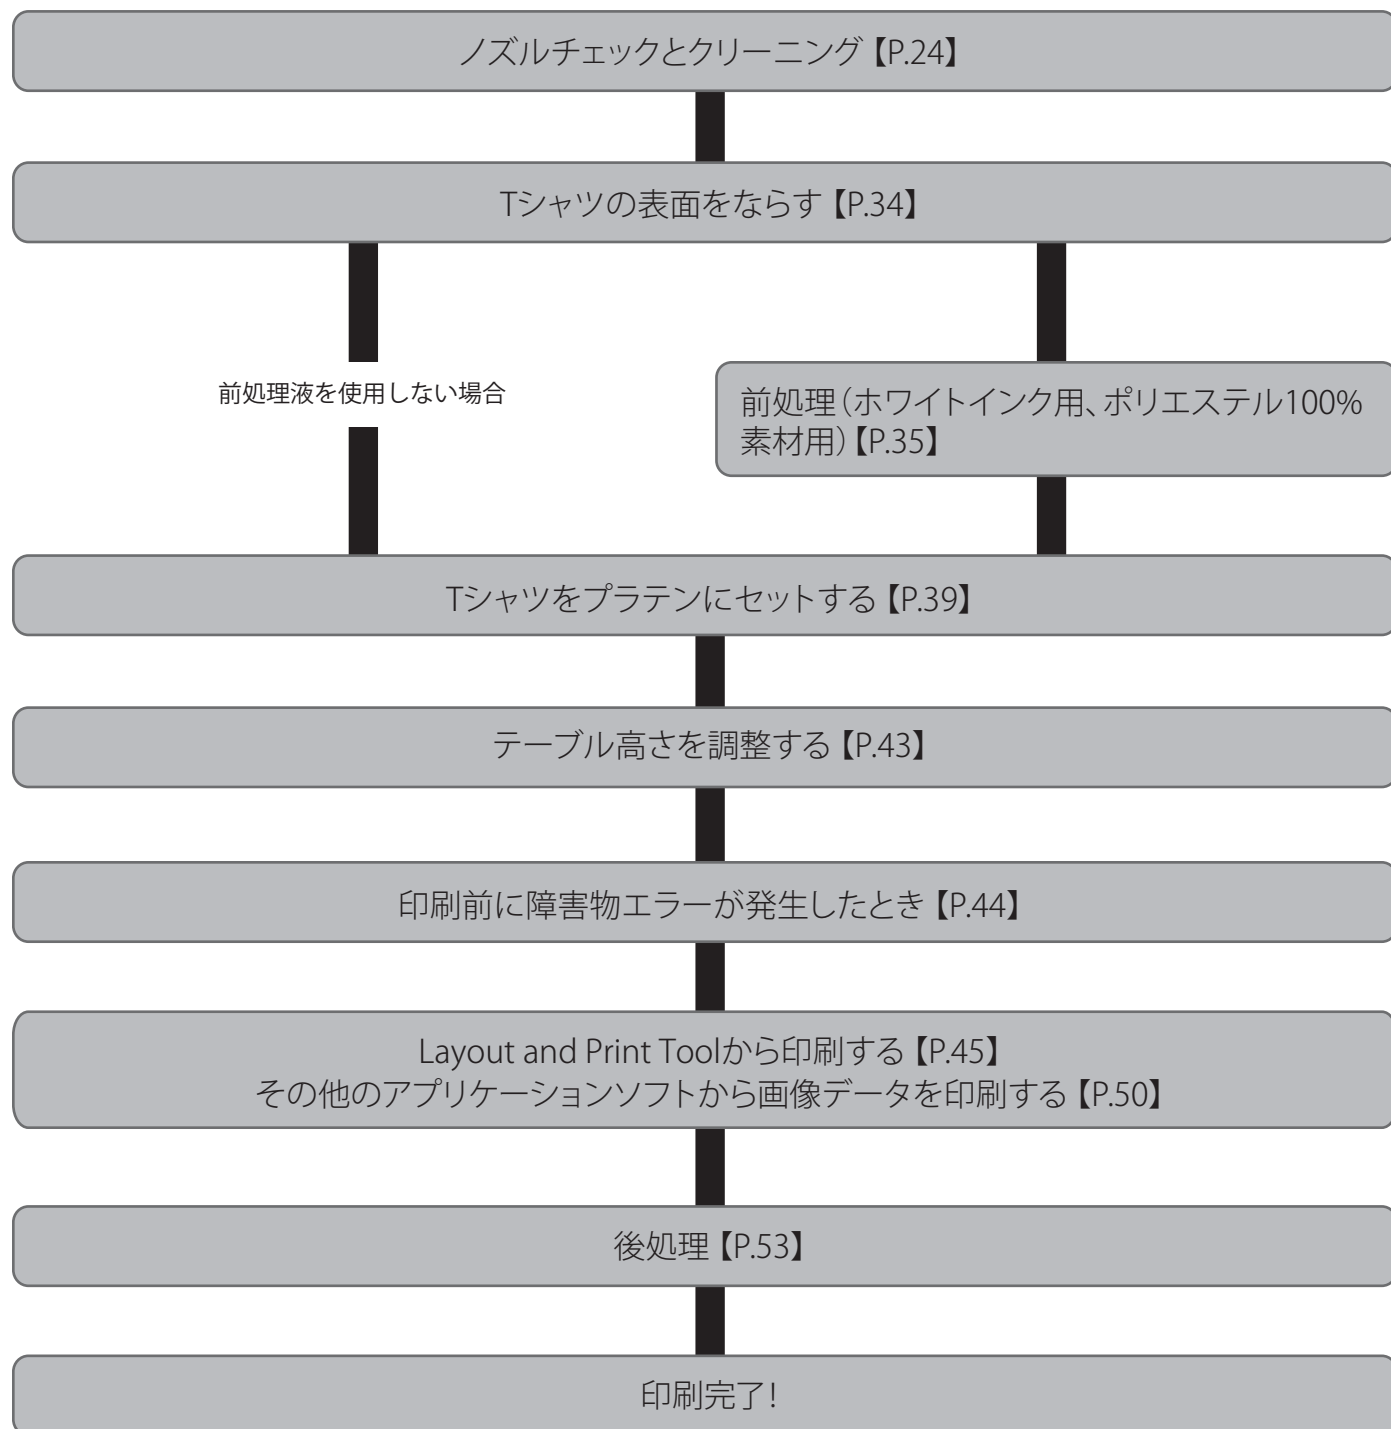 ノズルチェックとクリーニング【P.24】
Tシャツの表面をならす【P.34】
前処理液を使用しない場合
前処理（ホワイトインク用、ポリエステル100%
素材用）【P.35】
Tシャツをプラテンにセットする【P.39】
テーブル高さを調整する【P.43】
印刷前に障害物エラーが発生したとき【P.44】
Layout and Print Toolから印刷する【P.45】
その他のアプリケーションソフトから画像データを印刷する【P.50】
後処理【P.53】
印刷完了！